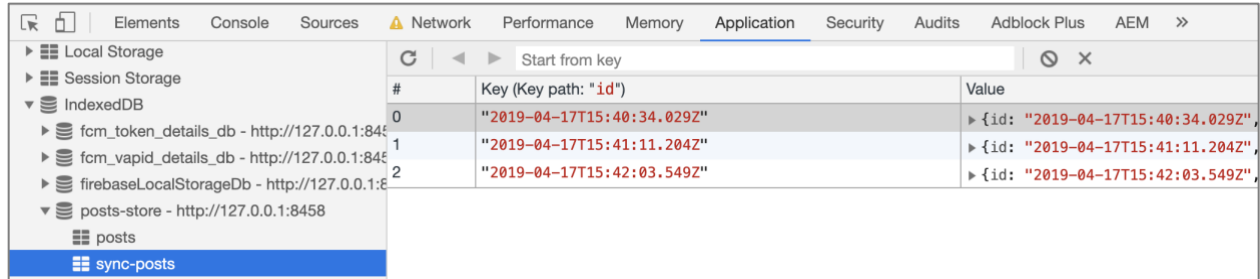 Elements Console Sources Network Performance Memory Application Security Audits Adblock Plus AEM »
Local Storage
Session Storage
IndexedDB
fcm_token_details_db - http://127.0.0.1:845
fcm_vapid_details_db - http://127.0.0.1:845
firebaseLocalStorageDb - http://127.0.0.1:8
posts-store - http://127.0.0.1:8458
posts
sync-posts
Start from key
# Key (Key path: "id") Value
0 "2019-04-17T15:40:34.029Z" {id: "2019-04-17T15:40:34.029Z",
1 "2019-04-17T15:41:11.204Z" {id: "2019-04-17T15:41:11.204Z",
2 "2019-04-17T15:42:03.549Z" {id: "2019-04-17T15:42:03.549Z",